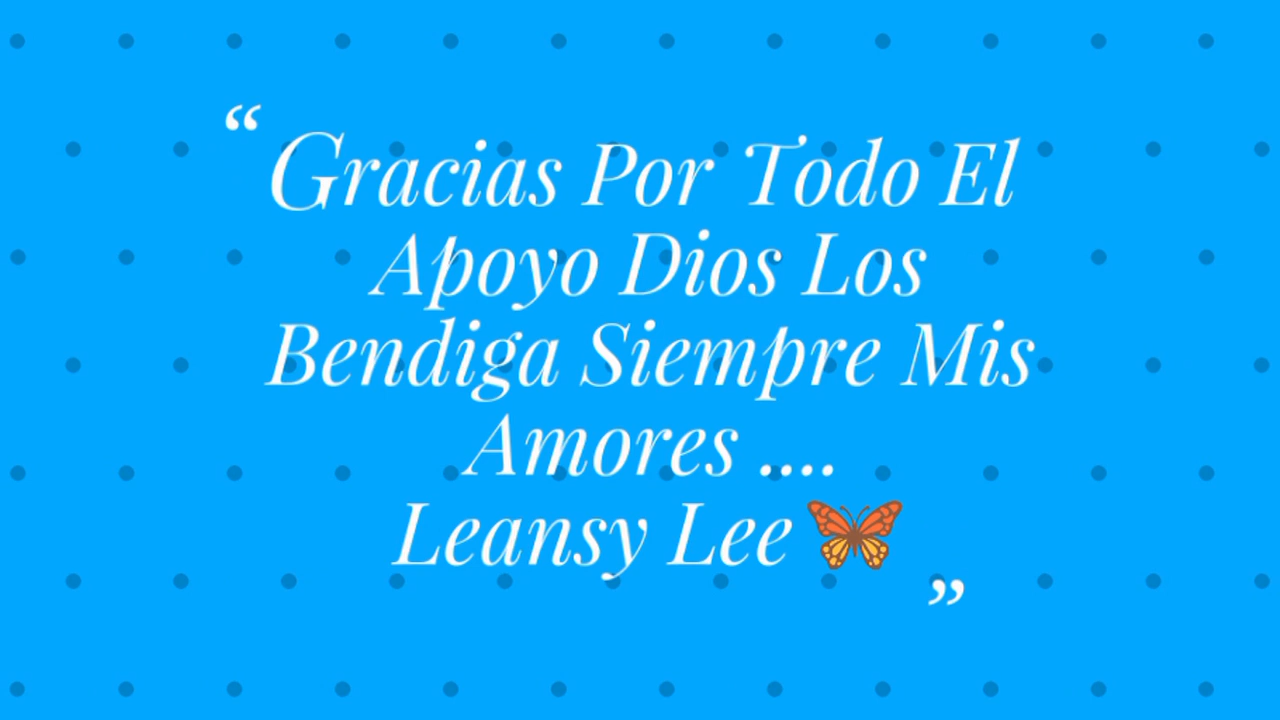 “Gracias Por Todo El
Apoyo Dios Los
Bendiga Siempre Mis
Amores ....
Leansy Lee 🦋”